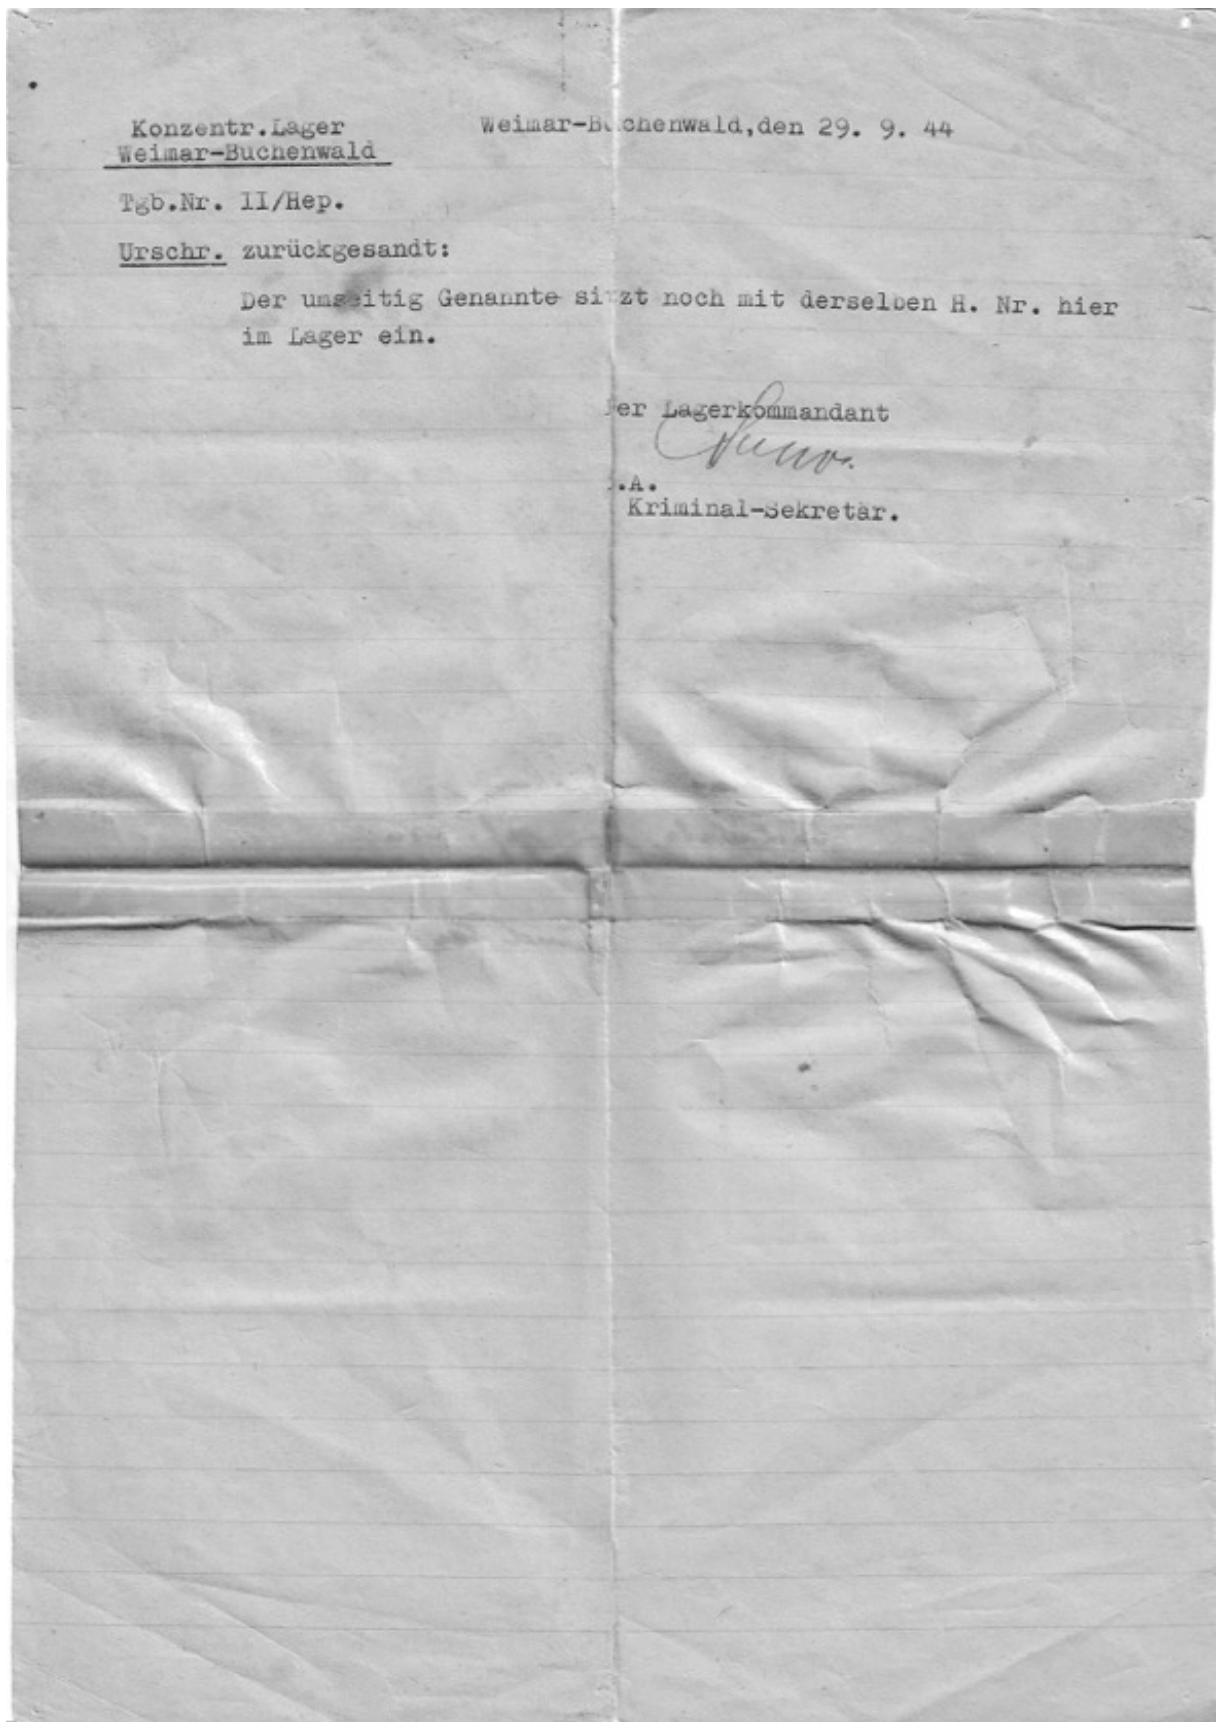 Konzentr.Lager
Weimar-Buchenwald
Weimar-Buchenwald,den 29. 9. 44
Tgb.Nr. II/Hep.
Urschr. zurückgesandt:
Der umseitig Genannte sitzt noch mit derselben H. Nr. hier
im Lager ein.
Der Lagerkommandant
I.A.
Kriminal-Sekretär.